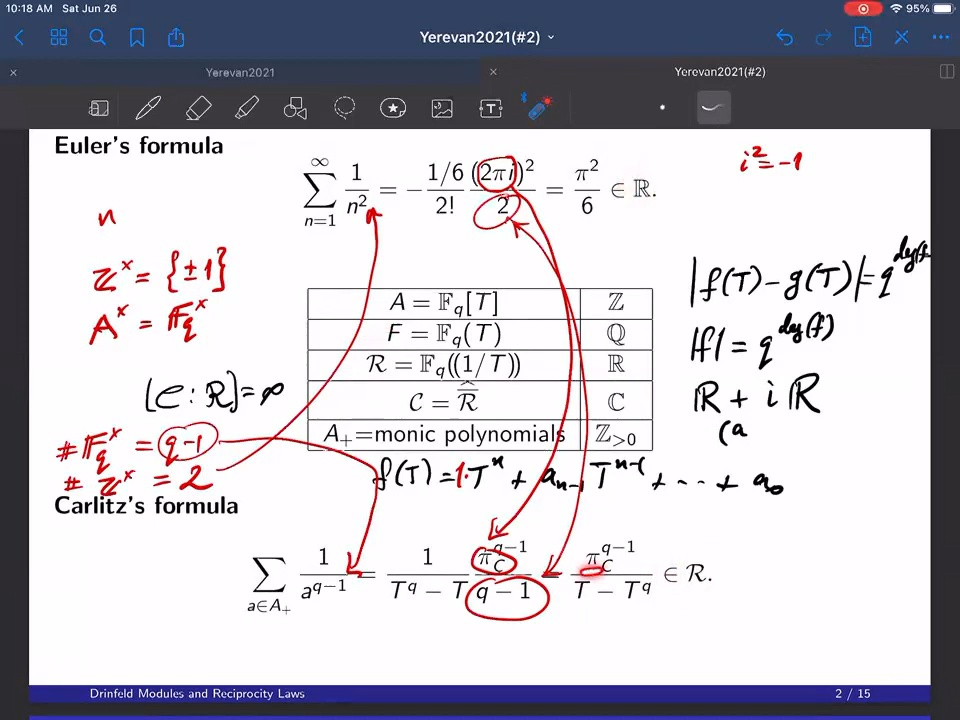 10:18 AM Sat Jun 26 95%
Yerevan2021(#2)
Yerevan2021 Yerevan2021(#2)
Euler's formula
i² = -1
∞ ∑ n=1 1/n² = − 1/6 / 2! (2πi)² / 2 = π² / 6 ∈ ℝ.
n
ℤ^× = {±1}
A^× = 𝔽_q^×
|f(T) - g(T)| = q^deg(f
|f| = q^deg(f)
ℝ + iℝ
(a
A = 𝔽_q[T] ℤ
F = 𝔽_q(T) ℚ
ℛ = 𝔽_q((1/T)) ℝ
𝒞 = \widehat{\overline{ℛ}} ℂ
A_+=monic polynomials ℤ_{>0}
[𝒞 : ℛ] = ∞
# 𝔽_q^× = q-1
# ℤ^× = 2
f(T) = 1·T^n + a_{n-1} T^{n-1} + ... + a_0
Carlitz's formula
∑ a∈A_+ 1 / a^{q−1} = 1 / T^q − T π_C^{q−1} / q − 1 = π_C^{q−1} / T − T^q ∈ ℛ.
Drinfeld Modules and Reciprocity Laws 2 / 15